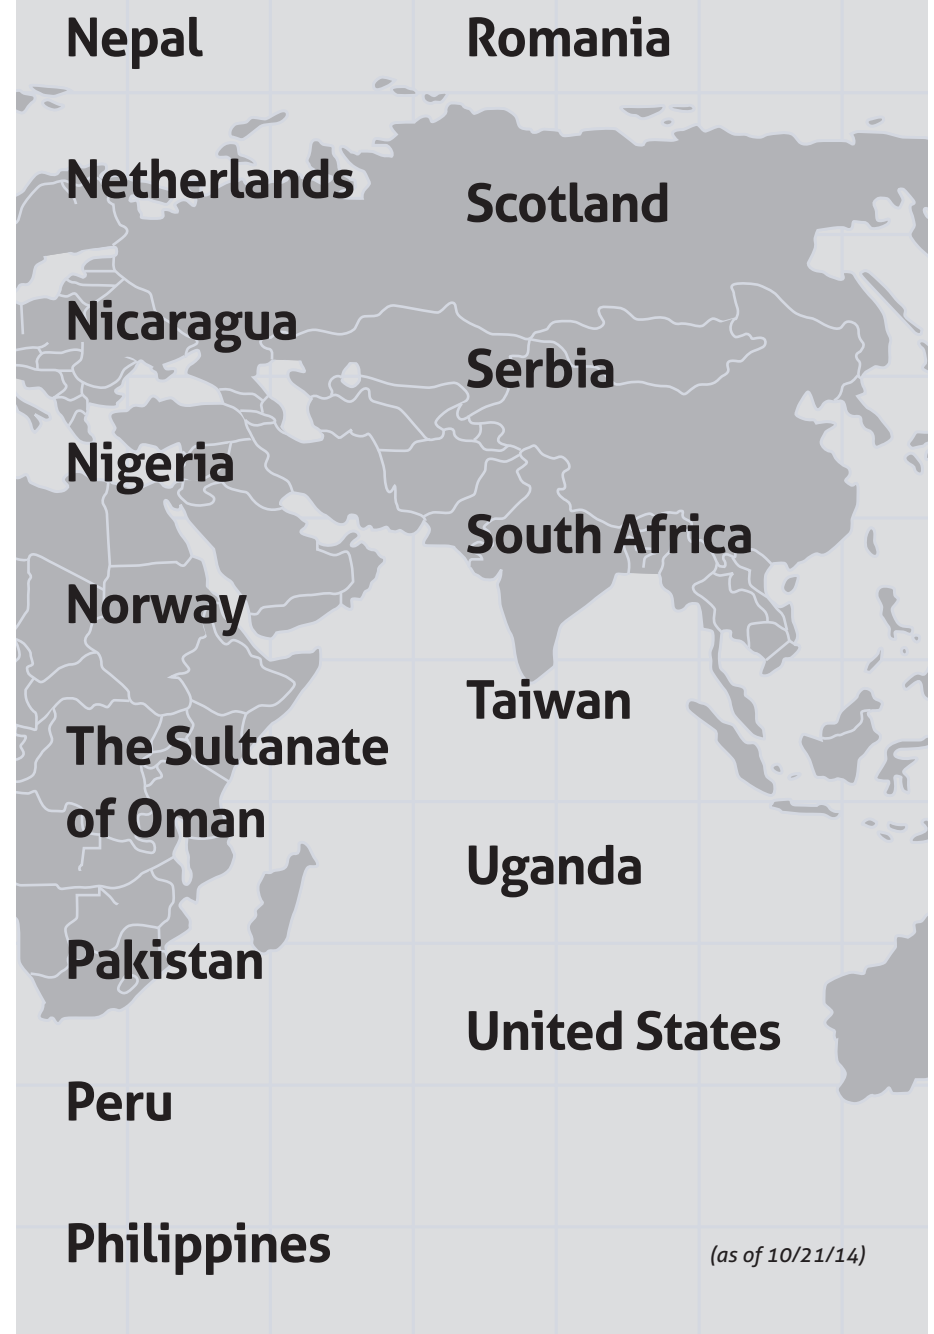 Nepal
Netherlands
Nicaragua
Nigeria
Norway
The Sultanate
of Oman
Pakistan
Peru
Philippines
Romania
Scotland
Serbia
South Africa
Taiwan
Uganda
United States
(as of 10/21/14)